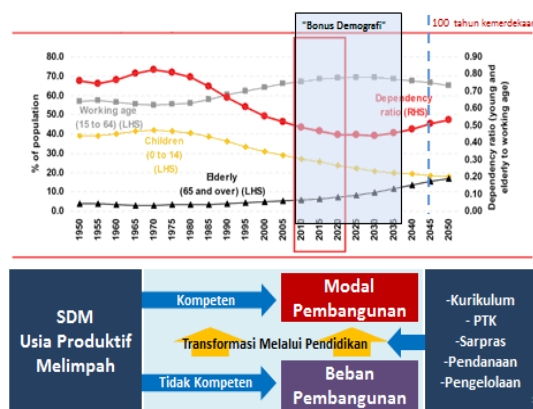 "Bonus Demografi"
100 tahun kemerdekaan
% of population
80.0
70.0
60.0
50.0
40.0
30.0
20.0
10.0
0.0
Working age
(15 to 64) (LHS)
Children
(0 to 14)
(LHS)
Elderly
(65 and over) (LHS)
Dependency
ratio (RHS)
0.90
0.80
0.70
0.60
0.50
0.40
0.30
0.20
0.10
0.00
Dependency ratio (young and
elderly to working age)
1950
1955
1960
1965
1970
1975
1980
1985
1990
1995
2000
2005
2010
2015
2020
2025
2030
2035
2040
2045
2050
SDM
Usia Produktif
Melimpah
Kompeten
Modal
Pembangunan
Transformasi Melalui Pendidikan
Tidak Kompeten
Beban
Pembangunan
-Kurikulum
- PTK
-Sarpras
-Pendanaan
-Pengelolaan